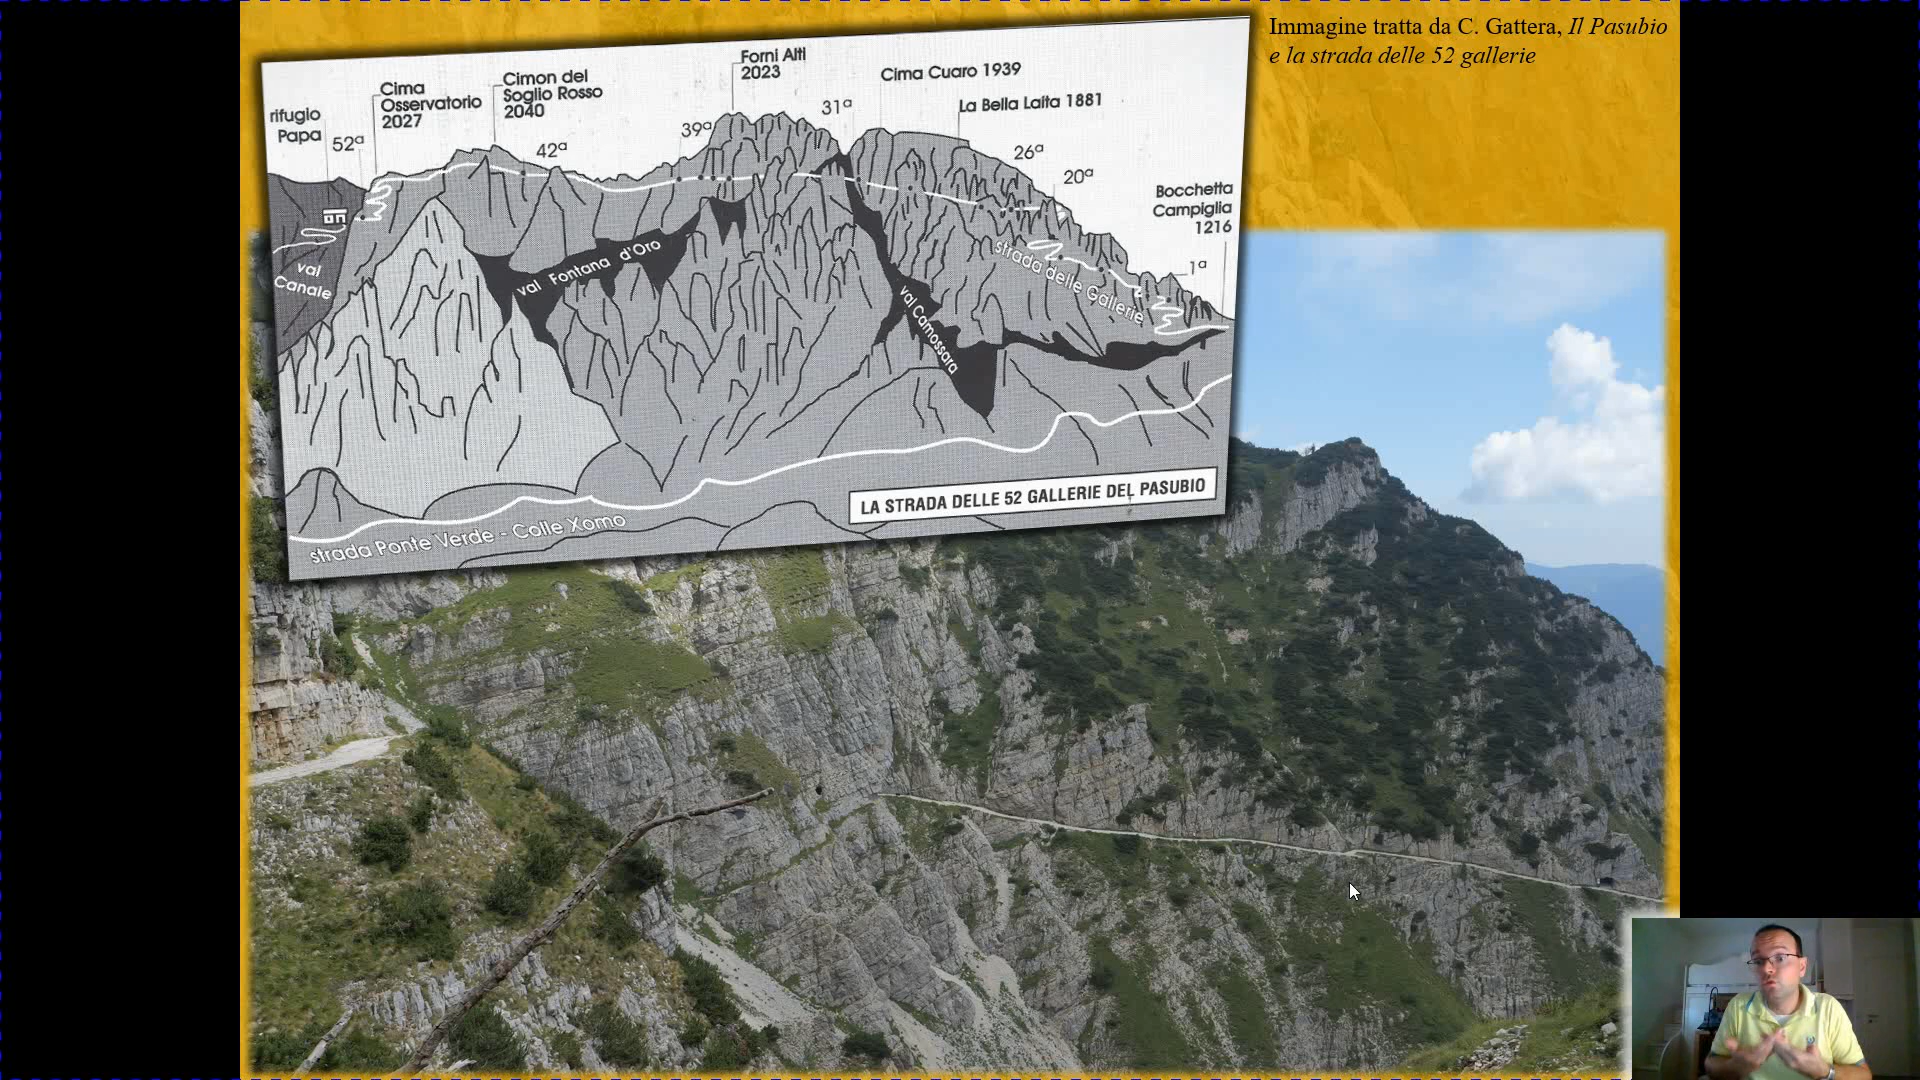 Immagine tratta da C. Gattera, Il Pasubio
e la strada delle 52 gallerie
rifugio
Papa
52ª
Cima
Osservatorio
2027
Cimon del
Soglio Rosso
2040
42ª
39ª
Forni Alti
2023
31ª
Cima Cuaro 1939
La Bella Laita 1881
26ª
20ª
Bocchetta
Campiglia
1216
1ª
val
Canale
val Fontana d'Oro
val Camossara
strada delle Gallerie
LA STRADA DELLE 52 GALLERIE DEL PASUBIO
strada Ponte Verde - Colle Xomo